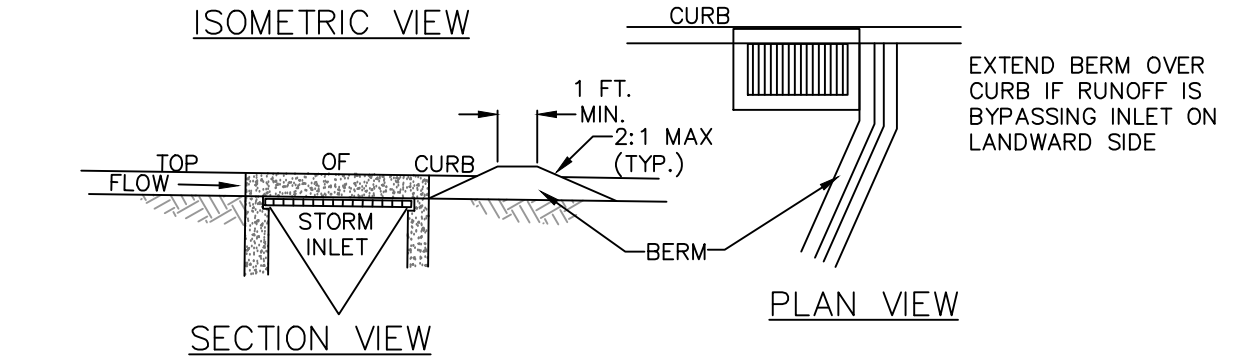 ISOMETRIC VIEW
CURB
EXTEND BERM OVER
CURB IF RUNOFF IS
BYPASSING INLET ON
LANDWARD SIDE
1 FT.
MIN.
2:1 MAX
(TYP.)
TOP OF CURB
FLOW
STORM
INLET
BERM
PLAN VIEW
SECTION VIEW